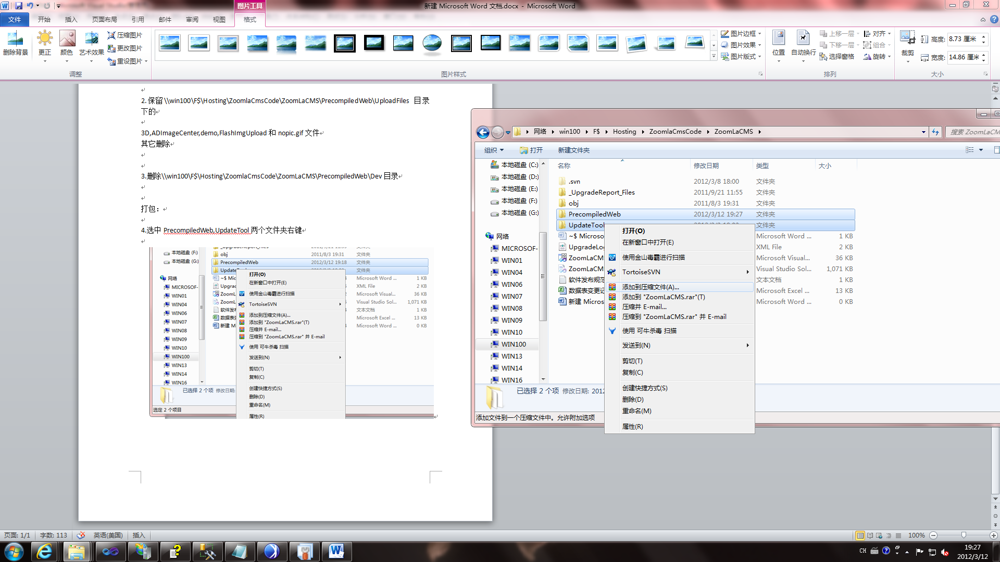 图片工具
新建 Microsoft Word 文档.docx - Microsoft Word
文件 开始 插入 页面布局 引用 邮件 审阅 视图 格式
删除背景 更正 颜色 艺术效果
压缩图片
更改图片
重设图片
调整
图片样式
图片边框
图片效果
图片版式
位置 自动换行
上移一层
下移一层
选择窗格
对齐
组合
旋转
排列
裁剪
高度: 8.73 厘米
宽度: 14.86 厘米
大小
2.保留\\win100\F$\Hosting\ZoomlaCmsCode\ZoomLaCMS\PrecompiledWeb\UploadFiles 目录
下的
3D,ADImageCenter,demo,FlashImgUpload 和 nopic.gif 文件
其它删除
3.删除\\win100\F$\Hosting\ZoomlaCmsCode\ZoomLaCMS\PrecompiledWeb\Dev 目录
打包：
4.选中 PrecompiledWeb,UpdateTool 两个文件夹右键
本地磁盘 (F:)
本地磁盘 (G:)
网络
MICROSOF-
WIN01
WIN04
WIN06
WIN07
WIN08
WIN09
WIN10
WIN100
WIN13
WIN14
WIN16
obj 2011/8/3 19:31 文件夹
PrecompiledWeb 2012/3/12 19:18 文件夹
文件夹
~$ Mic Microsoft Word ... 1 KB
Upgra XML File 2 KB
ZoomL Microsoft Visual... 36 KB
ZoomL Visual Studio Sol... 1,071 KB
软件发 文本文档 1 KB
数据表 Microsoft Excel ... 13 KB
新建 M Microsoft Word ... 0 KB
打开(O)
在新窗口中打开(E)
使用金山毒霸进行扫描
TortoiseSVN
添加到压缩文件(A)...
添加到 "ZoomLaCMS.rar"(T)
压缩并 E-mail...
压缩到 "ZoomLaCMS.rar" 并 E-mail
使用 可牛杀毒 扫描
发送到(N)
剪切(T)
复制(C)
创建快捷方式(S)
删除(D)
重命名(M)
属性(R)
已选择 2 个项 修改日期:
选定 2 个项目
网络 win100 F$ Hosting ZoomlaCmsCode ZoomLaCMS
搜索 ZoomLaCM
组织 打开 新建文件夹
本地磁盘 (C:)
本地磁盘 (D:)
本地磁盘 (E:)
本地磁盘 (F:)
本地磁盘 (G:)
网络
MICROSOF-
WIN01
WIN04
WIN06
WIN07
WIN08
WIN09
WIN10
WIN100
WIN13
WIN14
WIN16
名称 修改日期 类型 大小
.svn 2012/3/8 18:00 文件夹
_UpgradeReport_Files 2011/9/21 11:55 文件夹
obj 2011/8/3 19:31 文件夹
PrecompiledWeb 2012/3/12 19:27 文件夹
UpdateTool 文件夹
~$ Microso Microsoft Word ... 1 KB
UpgradeLog XML File 2 KB
ZoomLaCM Microsoft Visual... 36 KB
ZoomLaCM Visual Studio Sol... 1,071 KB
软件发布规范 文本文档 1 KB
数据表变更记 Microsoft Excel ... 13 KB
新建 Micros Microsoft Word ... 0 KB
打开(O)
在新窗口中打开(E)
使用金山毒霸进行扫描
TortoiseSVN
添加到压缩文件(A)...
添加到 "ZoomLaCMS.rar"(T)
压缩并 E-mail...
压缩到 "ZoomLaCMS.rar" 并 E-mail
使用 可牛杀毒 扫描
发送到(N)
剪切(T)
复制(C)
创建快捷方式(S)
删除(D)
重命名(M)
属性(R)
已选择 2 个项 修改日期: 2012
添加文件到一个压缩文件中。允许附加选项
页面: 1/1 字数: 113 英语(美国) 插入
100%
CH
19:27
2012/3/12